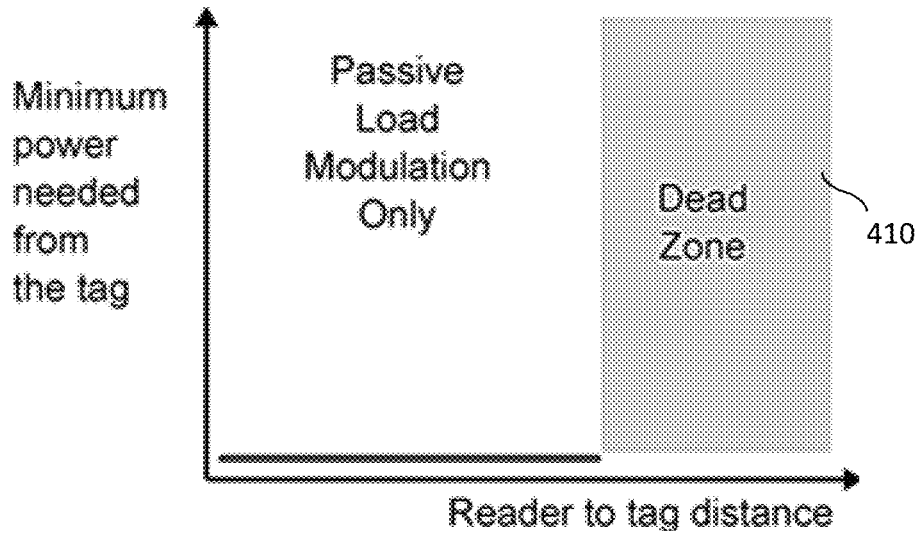 Minimum
power
needed
from
the tag
Passive
Load
Modulation
Only
Dead
Zone
410
Reader to tag distance